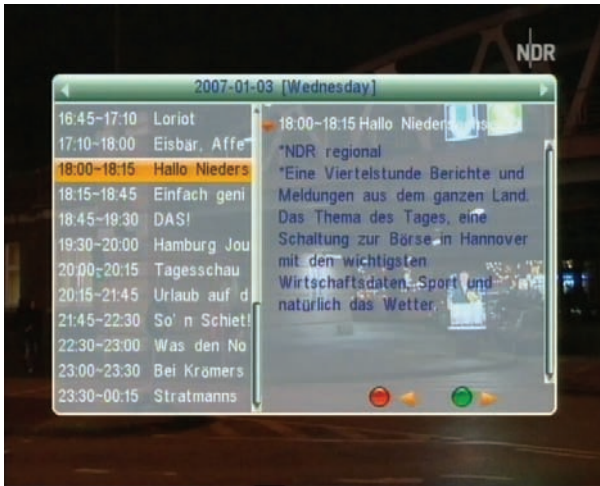 NDR
2007-01-03 [Wednesday]
16:45~17:10 Loriot
17:10~18:00 Eisbär, Affe
18:00~18:15 Hallo Nieders
18:15~18:45 Einfach geni
18:45~19:30 DAS!
19:30~20:00 Hamburg Jou
20:00~20:15 Tagesschau
20:15~21:45 Urlaub auf d
21:45~22:30 So' n Schiet!
22:30~23:00 Was den No
23:00~23:30 Bei Krömers
23:30~00:15 Stratmanns
18:00~18:15 Hallo
"NDR regional
"Eine Viertelstunde Berichte und
Meldungen aus dem ganzen Land.
Das Thema des Tages, eine
Schaltung zur Börse in Hannover
mit den wichtigsten
Wirtschaftsdaten, Sport und
natürlich das Wetter.